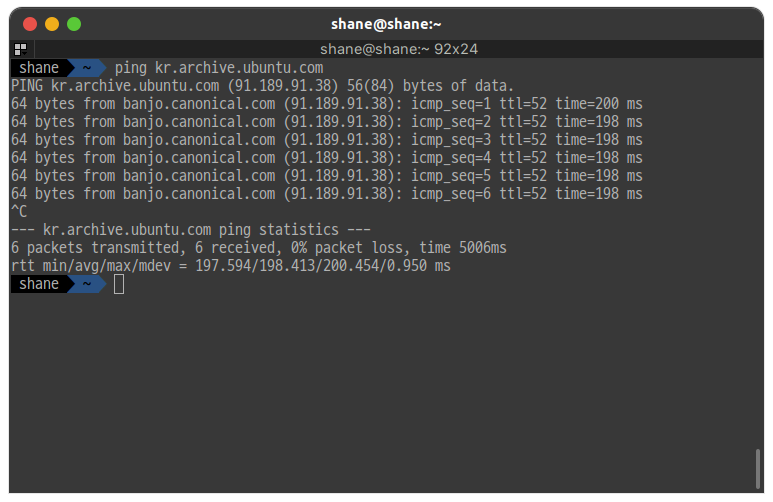 shane@shane:~
shane@shane:~ 92x24
shane ~ ping kr.archive.ubuntu.com
PING kr.archive.ubuntu.com (91.189.91.38) 56(84) bytes of data.
64 bytes from banjo.canonical.com (91.189.91.38): icmp_seq=1 ttl=52 time=200 ms
64 bytes from banjo.canonical.com (91.189.91.38): icmp_seq=2 ttl=52 time=198 ms
64 bytes from banjo.canonical.com (91.189.91.38): icmp_seq=3 ttl=52 time=198 ms
64 bytes from banjo.canonical.com (91.189.91.38): icmp_seq=4 ttl=52 time=198 ms
64 bytes from banjo.canonical.com (91.189.91.38): icmp_seq=5 ttl=52 time=198 ms
64 bytes from banjo.canonical.com (91.189.91.38): icmp_seq=6 ttl=52 time=198 ms
^C
--- kr.archive.ubuntu.com ping statistics ---
6 packets transmitted, 6 received, 0% packet loss, time 5006ms
rtt min/avg/max/mdev = 197.594/198.413/200.454/0.950 ms
shane ~